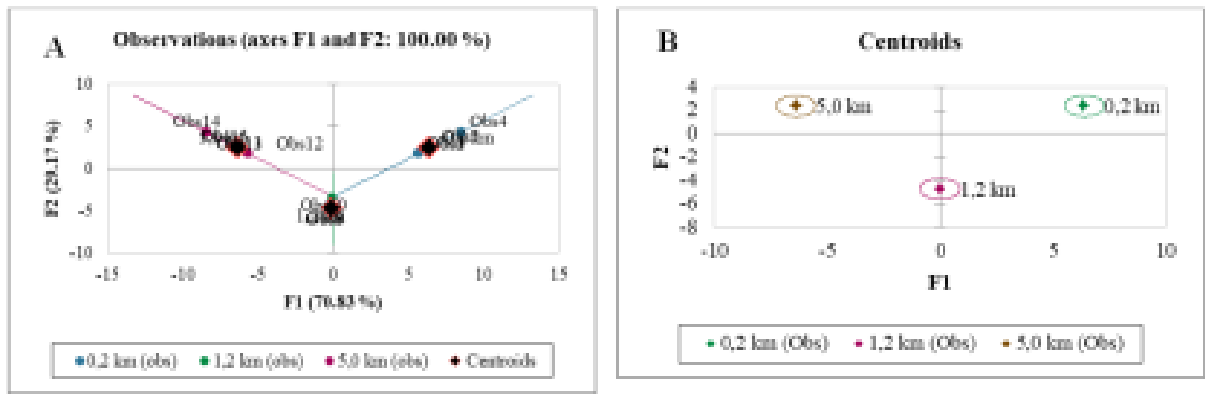 A
Observations (axes F1 and F2: 100.00 %)
10
5
0
-5
-10
F2 (29.17 %)
Obs14
Obs12
Obs4
-15
-10
-5
0
5
10
15
F1 (70.83 %)
0,2 km (obs)
1,2 km (obs)
5,0 km (obs)
Centroids
B
Centroids
4
2
0
-2
-4
-6
-8
F2
5,0 km
0,2 km
1,2 km
-10
-5
0
5
10
F1
0,2 km (Obs)
1,2 km (Obs)
5,0 km (Obs)